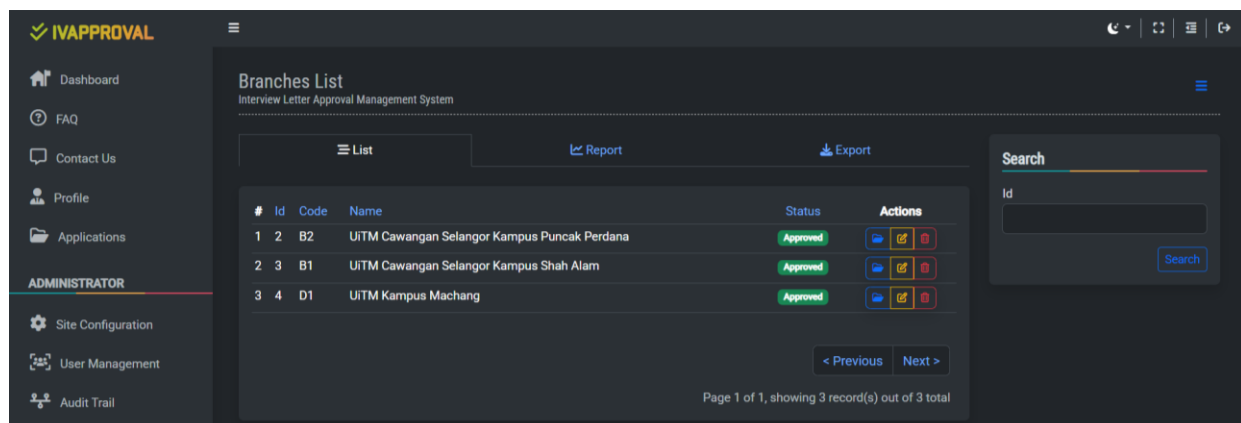 IVAPPROVAL
Dashboard
FAQ
Contact Us
Profile
Applications
ADMINISTRATOR
Site Configuration
User Management
Audit Trail
Branches List
Interview Letter Approval Management System
List Report Export
# Id Code Name Status Actions
1 2 B2 UiTM Cawangan Selangor Kampus Puncak Perdana Approved
2 3 B1 UiTM Cawangan Selangor Kampus Shah Alam Approved
3 4 D1 UiTM Kampus Machang Approved
< Previous Next >
Page 1 of 1, showing 3 record(s) out of 3 total
Search
Id
Search